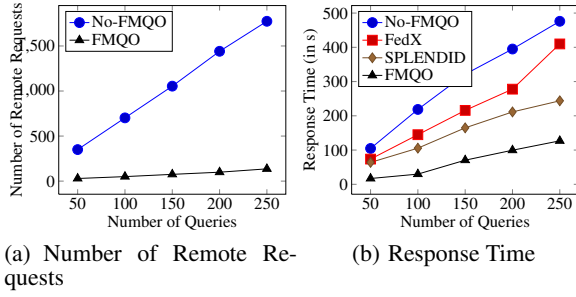 No-FMQO
FMQO
Number of Remote Requests
1,500
1,000
500
0
50 100 150 200 250
Number of Queries
(a) Number of Remote Re-
quests
No-FMQO
FedX
SPLENDID
FMQO
Response Time (in s)
500
400
300
200
100
0
50 100 150 200 250
Number of Queries
(b) Response Time